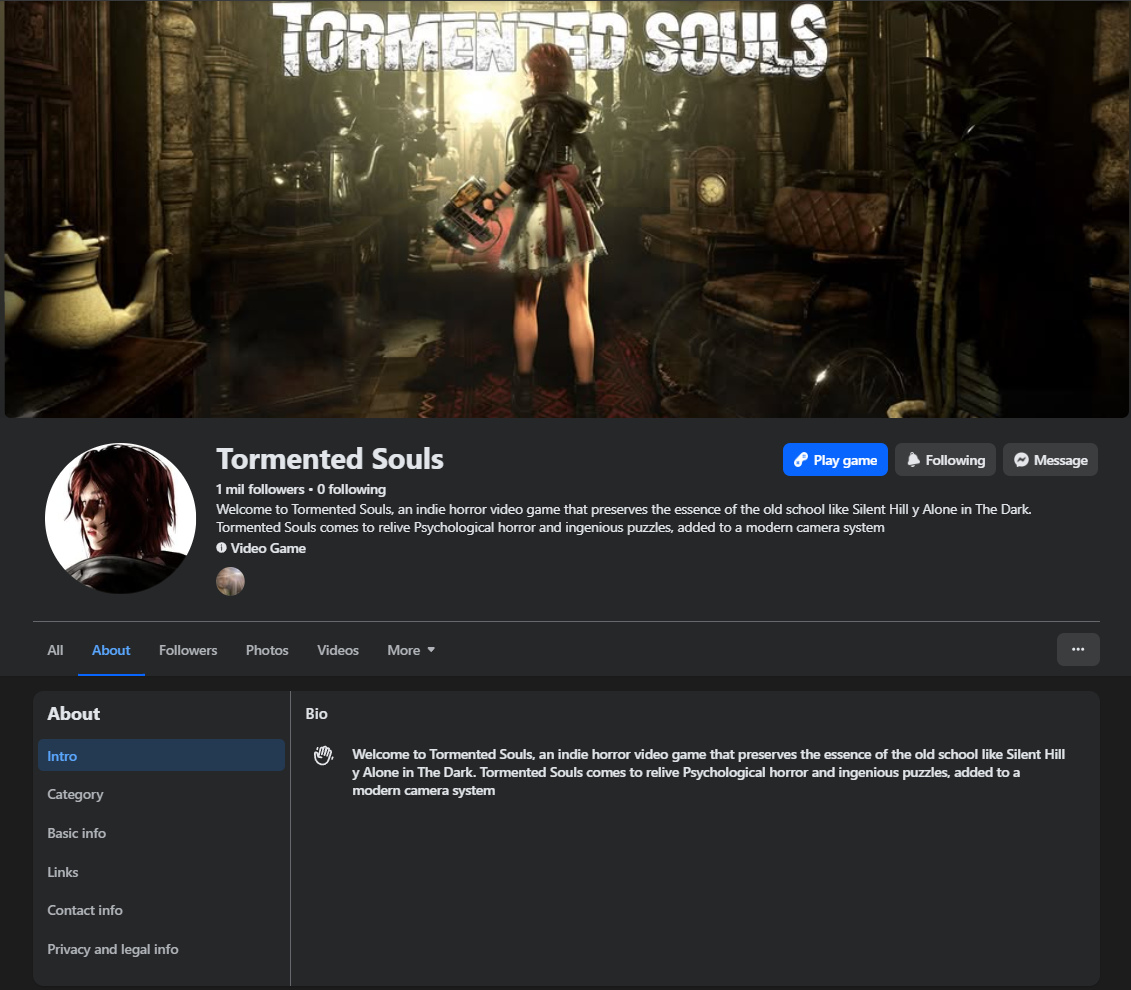 TORMENTED SOULS
Tormented Souls
Play game
Following
Message
1 mil followers • 0 following
Welcome to Tormented Souls, an indie horror video game that preserves the essence of the old school like Silent Hill y Alone in The Dark.
Tormented Souls comes to relive Psychological horror and ingenious puzzles, added to a modern camera system
Video Game
All
About
Followers
Photos
Videos
More
About
Intro
Category
Basic info
Links
Contact info
Privacy and legal info
Bio
Welcome to Tormented Souls, an indie horror video game that preserves the essence of the old school like Silent Hill
y Alone in The Dark. Tormented Souls comes to relive Psychological horror and ingenious puzzles, added to a
modern camera system